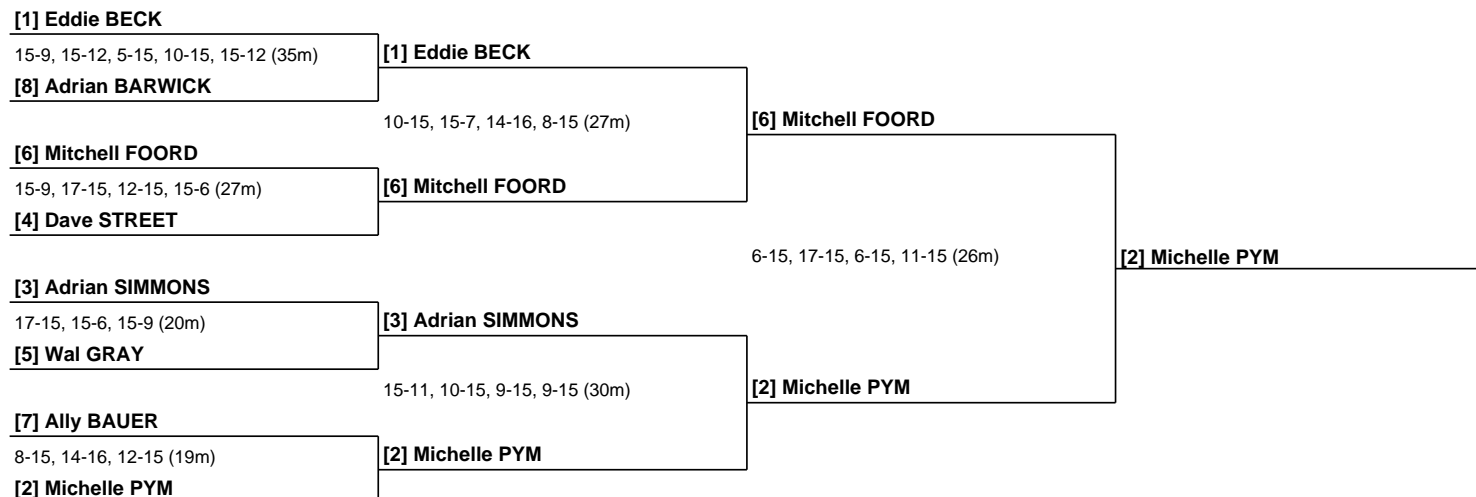 [1] Eddie BECK
15-9, 15-12, 5-15, 10-15, 15-12 (35m)
[8] Adrian BARWICK
[1] Eddie BECK
10-15, 15-7, 14-16, 8-15 (27m)
[6] Mitchell FOORD
[6] Mitchell FOORD
15-9, 17-15, 12-15, 15-6 (27m)
[4] Dave STREET
[6] Mitchell FOORD
6-15, 17-15, 6-15, 11-15 (26m)
[2] Michelle PYM
[3] Adrian SIMMONS
17-15, 15-6, 15-9 (20m)
[5] Wal GRAY
[3] Adrian SIMMONS
15-11, 10-15, 9-15, 9-15 (30m)
[2] Michelle PYM
[7] Ally BAUER
8-15, 14-16, 12-15 (19m)
[2] Michelle PYM
[2] Michelle PYM